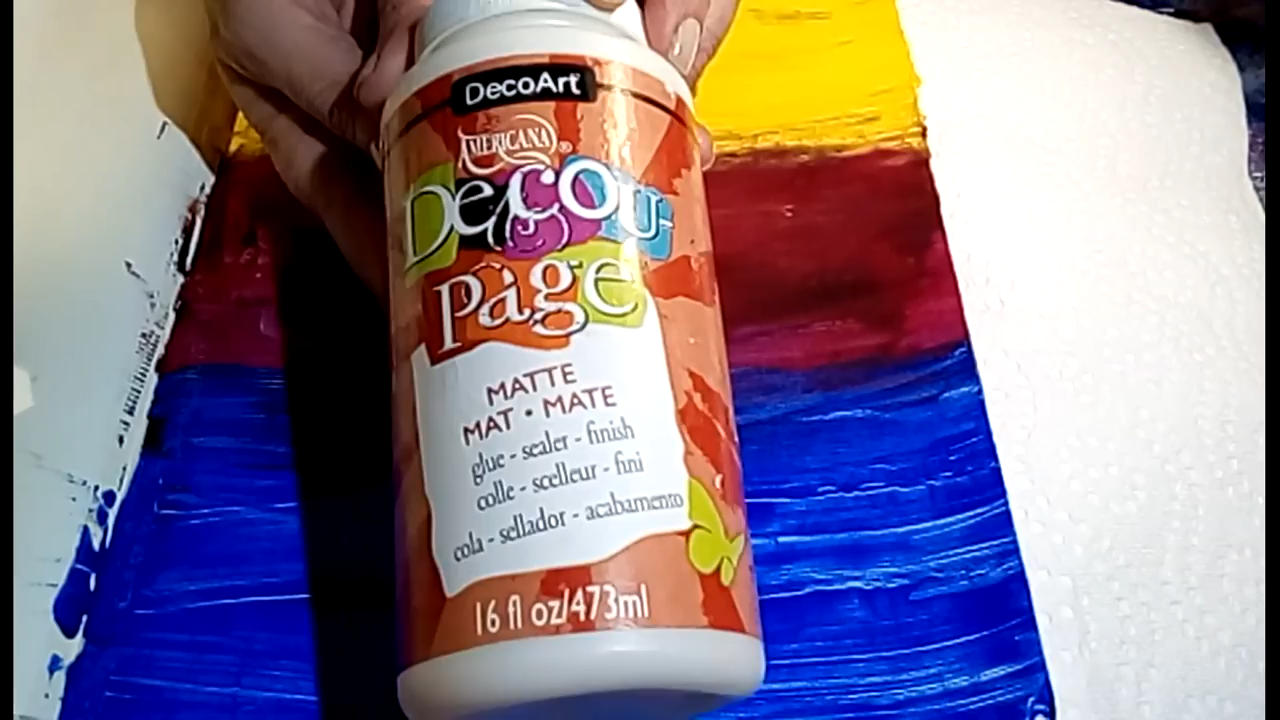 DecoArt
AMERICANA®
Decou-
page
MATTE
MAT • MATE
glue - sealer - finish
colle - scelleur - fini
cola - sellador - acabamento
16 fl oz/473ml